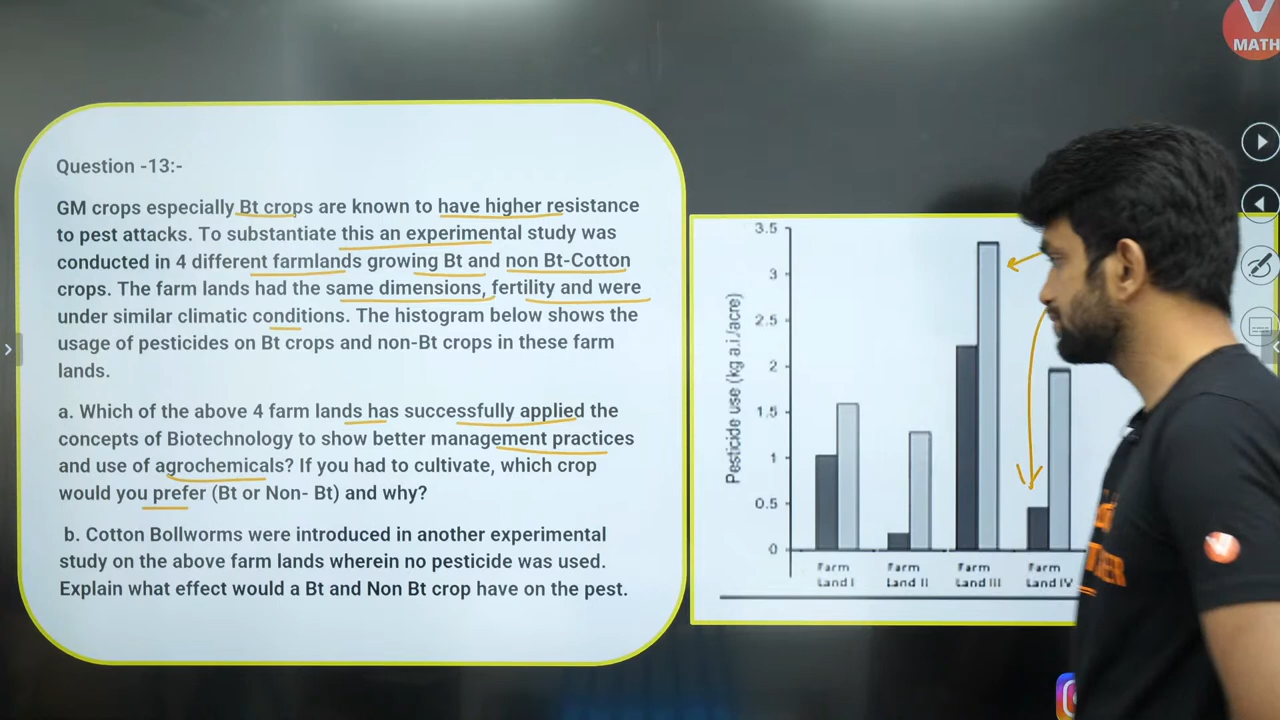 MATH
Question -13:-
GM crops especially Bt crops are known to have higher resistance
to pest attacks. To substantiate this an experimental study was
conducted in 4 different farmlands growing Bt and non Bt-Cotton
crops. The farm lands had the same dimensions, fertility and were
under similar climatic conditions. The histogram below shows the
usage of pesticides on Bt crops and non-Bt crops in these farm
lands.
a. Which of the above 4 farm lands has successfully applied the
concepts of Biotechnology to show better management practices
and use of agrochemicals? If you had to cultivate, which crop
would you prefer (Bt or Non- Bt) and why?
b. Cotton Bollworms were introduced in another experimental
study on the above farm lands wherein no pesticide was used.
Explain what effect would a Bt and Non Bt crop have on the pest.
Pesticide use (kg a.i./acre)
3.5
3
2.5
2
1.5
1
0.5
0
Farm Land I
Farm Land II
Farm Land III
Farm Land IV